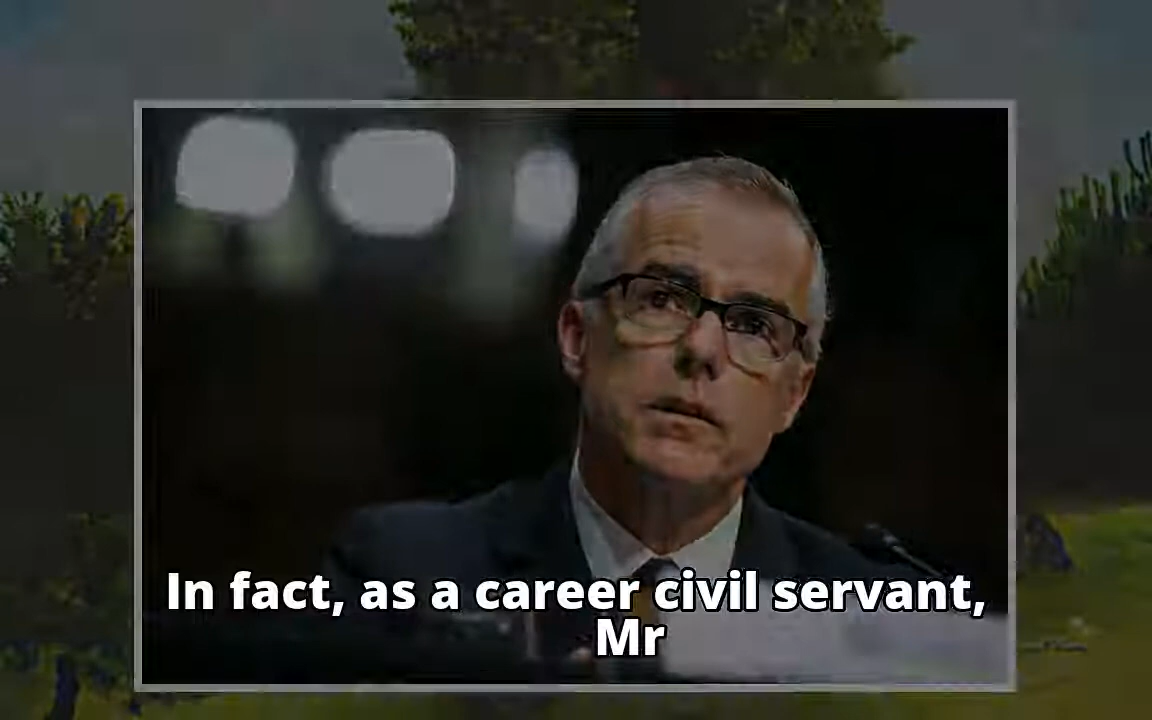 In fact, as a career civil servant,
Mr